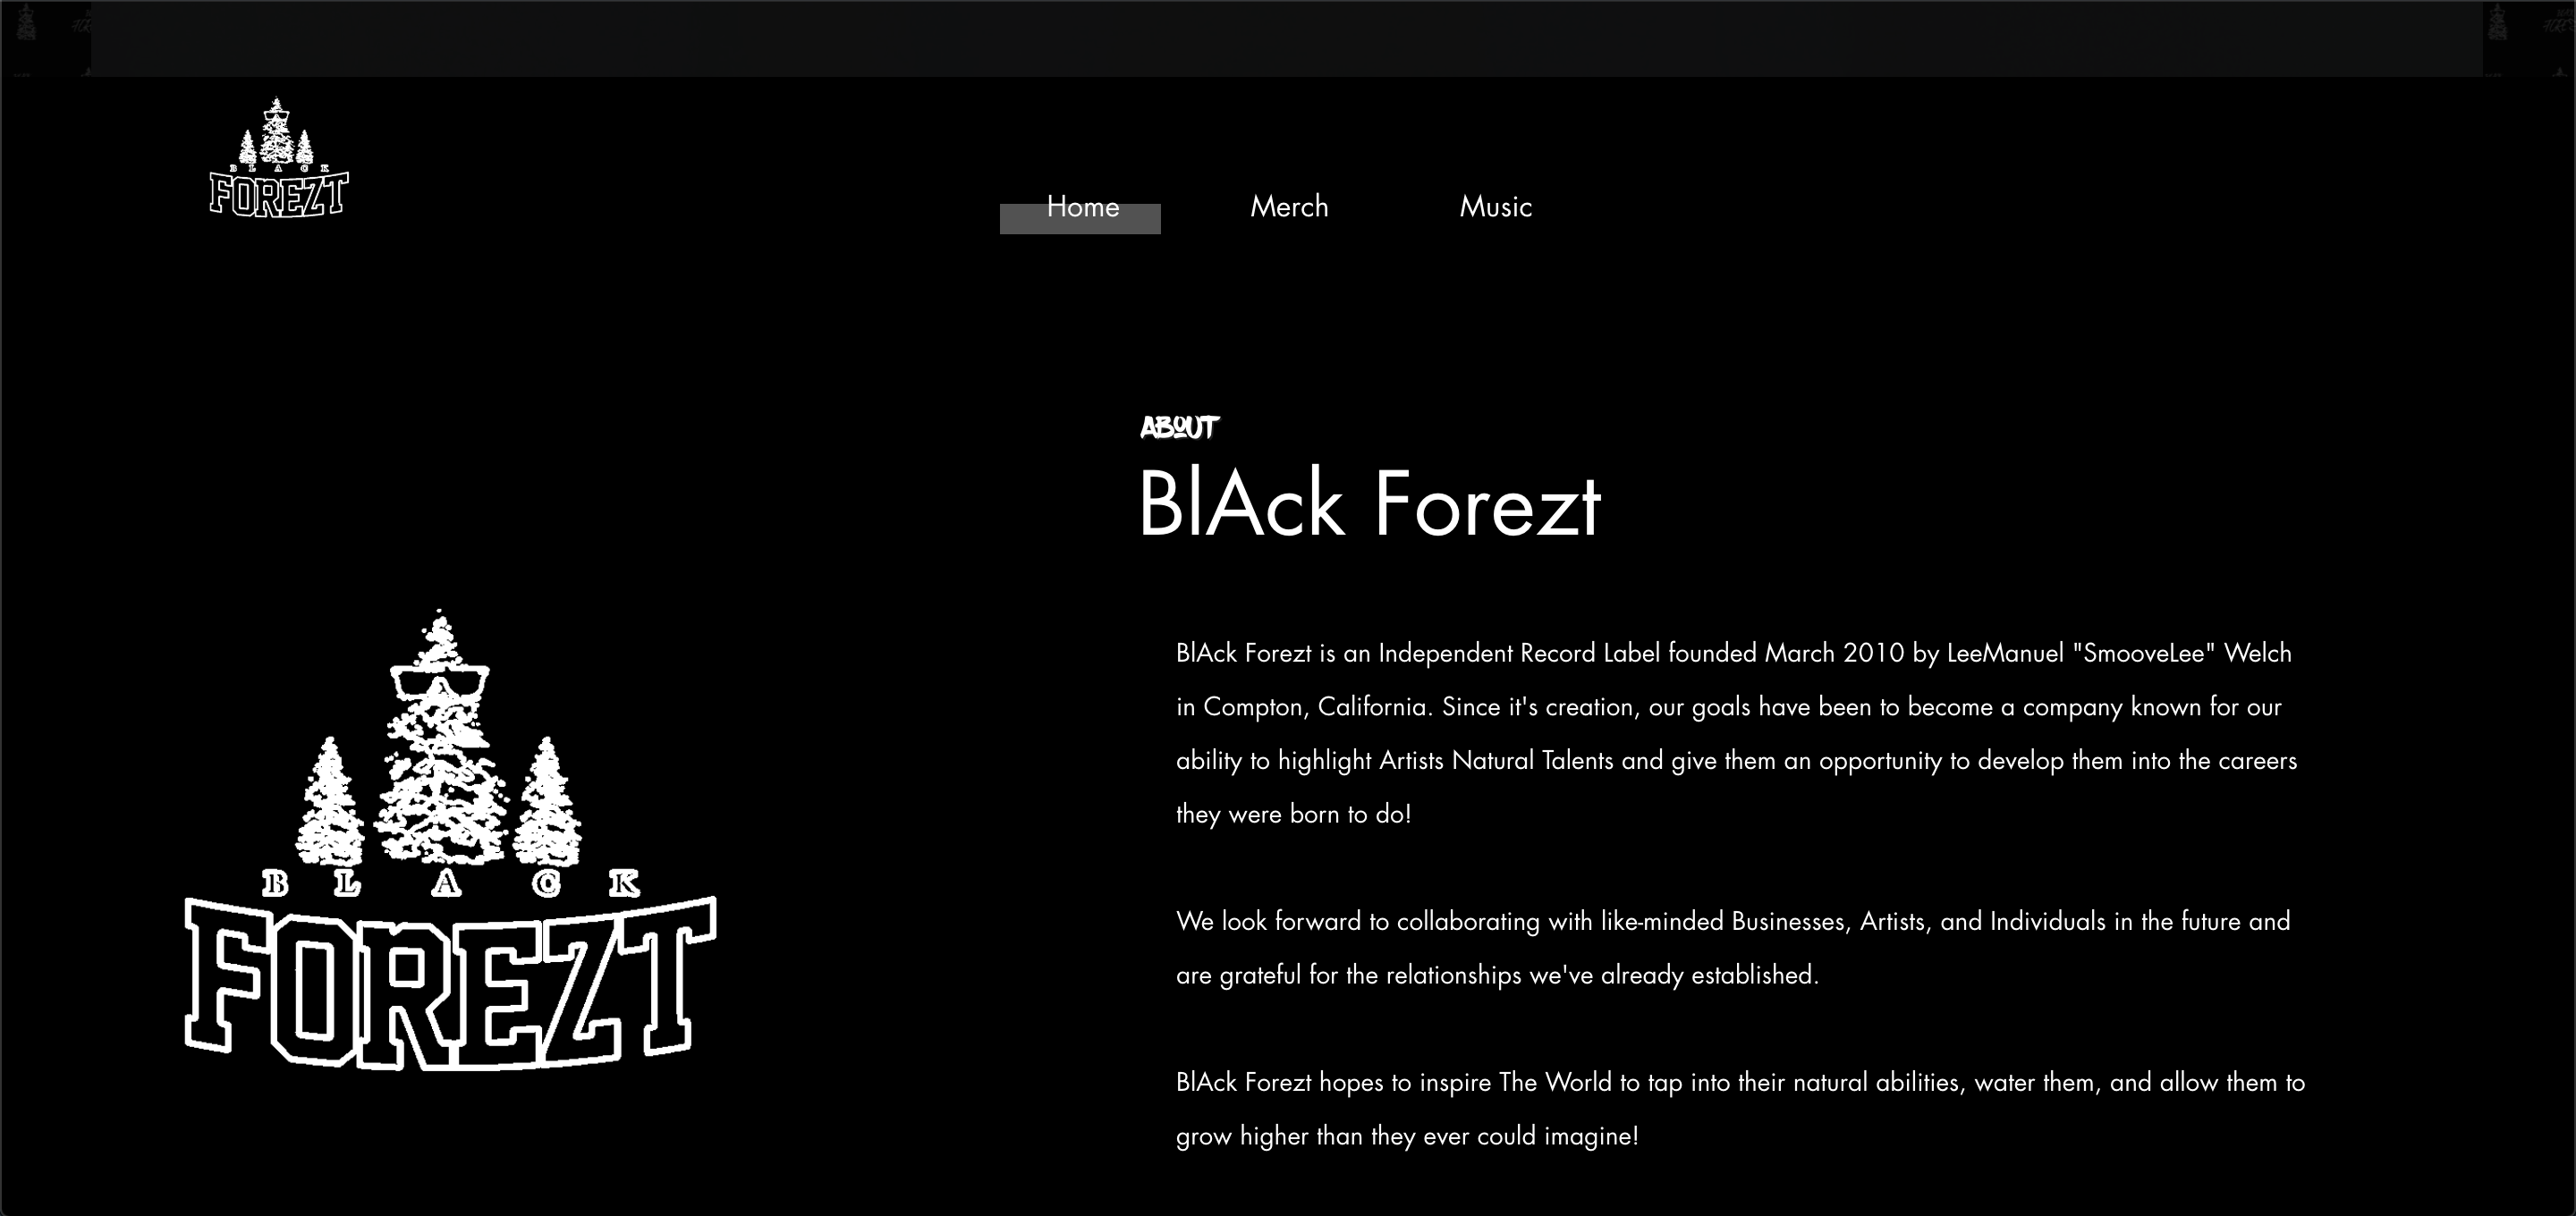 B L A C K
FOREZT
Home Merch Music
ABOUT
BlAck Forezt
B L A C K
FOREZT
BlAck Forezt is an Independent Record Label founded March 2010 by LeeManuel "SmooveLee" Welch
in Compton, California. Since it's creation, our goals have been to become a company known for our
ability to highlight Artists Natural Talents and give them an opportunity to develop them into the careers
they were born to do!
We look forward to collaborating with like-minded Businesses, Artists, and Individuals in the future and
are grateful for the relationships we've already established.
BlAck Forezt hopes to inspire The World to tap into their natural abilities, water them, and allow them to
grow higher than they ever could imagine!